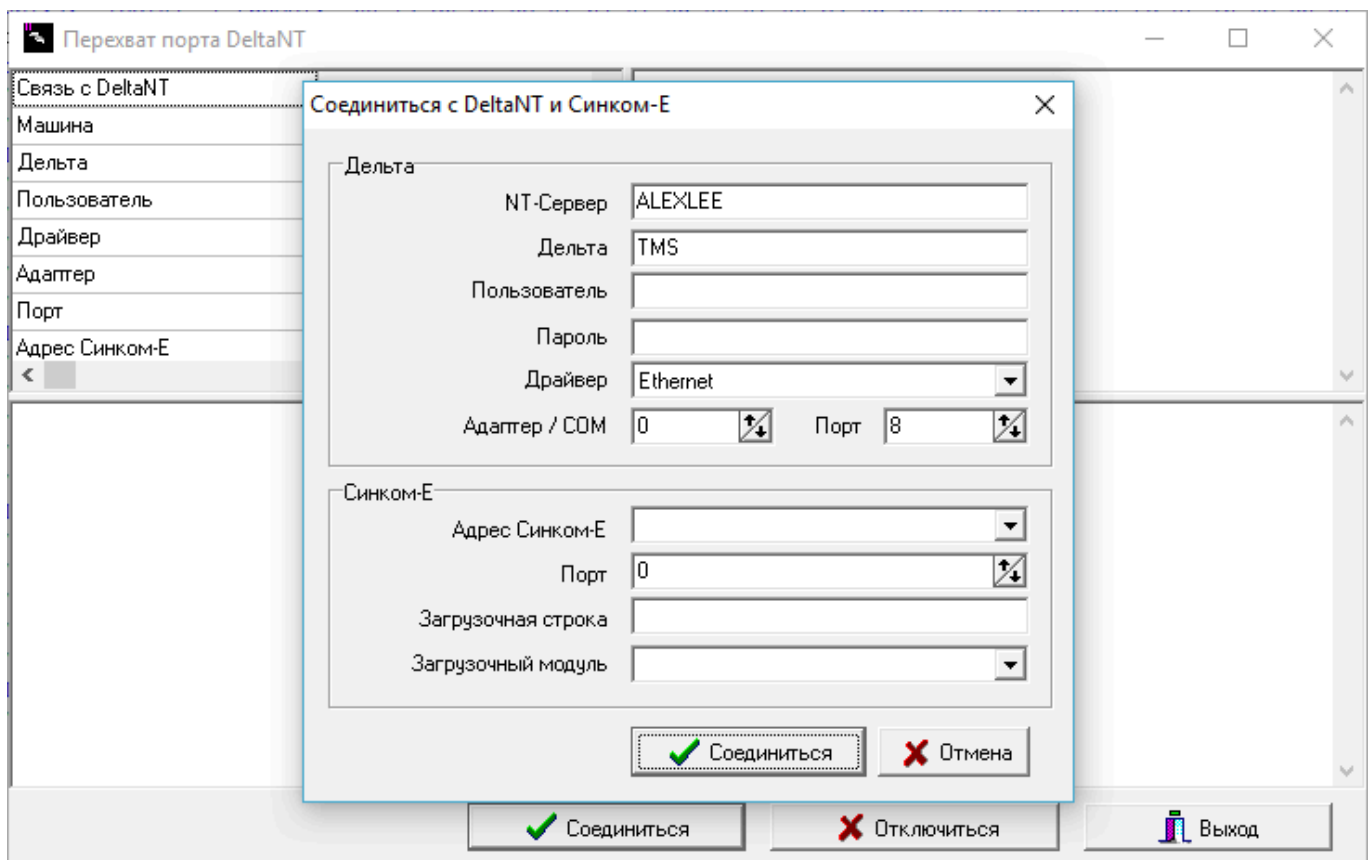 Перехват порта DeltaNT
Связь с DeltaNT
Машина
Дельта
Пользователь
Драйвер
Адаптер
Порт
Адрес Синком-Е
Соединиться с DeltaNT и Синком-Е
Дельта
NT-Сервер ALEXLEE
Дельта TMS
Пользователь
Пароль
Драйвер Ethernet
Адаптер / COM 0 Порт 8
Синком-Е
Адрес Синком-Е
Порт 0
Загрузочная строка
Загрузочный модуль
Соединиться Отмена
Соединиться Отключиться Выход